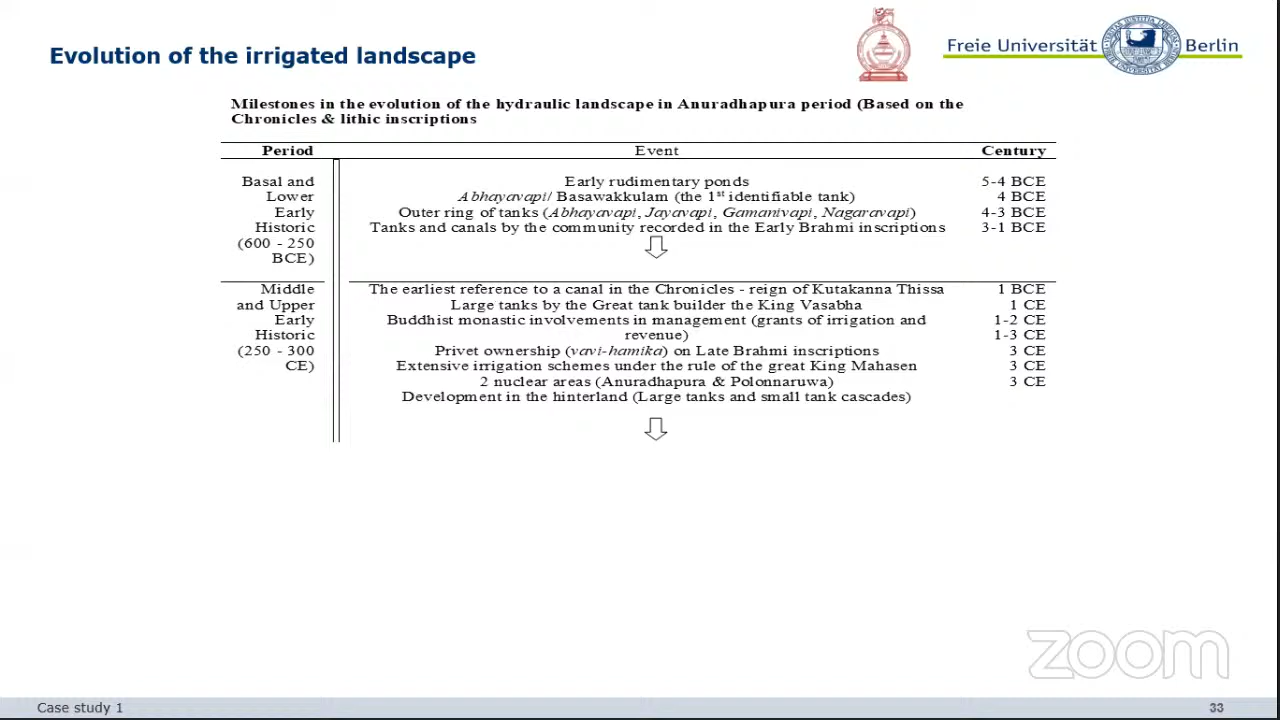 Evolution of the irrigated landscape
Freie Universität Berlin
Milestones in the evolution of the hydraulic landscape in Anuradhapura period (Based on the
Chronicles & lithic inscriptions
Period Event Century
Basal and Early rudimentary ponds 5-4 BCE
Lower Abhayavapi/ Basawakkulam (the 1st identifiable tank) 4 BCE
Early Outer ring of tanks (Abhayavapi, Jayavapi, Gamanivapi, Nagaravapi) 4-3 BCE
Historic Tanks and canals by the community recorded in the Early Brahmi inscriptions 3-1 BCE
(600 - 250
BCE)
Middle The earliest reference to a canal in the Chronicles - reign of Kutakanna Thissa 1 BCE
and Upper Large tanks by the Great tank builder the King Vasabha 1 CE
Early Buddhist monastic involvements in management (grants of irrigation and 1-2 CE
Historic revenue) 1-3 CE
(250 - 300 Privet ownership (vavi-hamika) on Late Brahmi inscriptions 3 CE
CE) Extensive irrigation schemes under the rule of the great King Mahasen 3 CE
2 nuclear areas (Anuradhapura & Polonnaruwa) 3 CE
Development in the hinterland (Large tanks and small tank cascades)
zoom
Case study 1 33